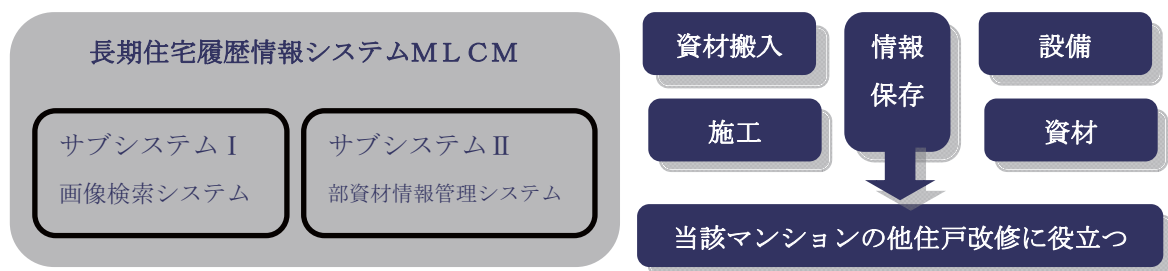 長期住宅履歴情報システムＭＬＣＭ
サブシステムⅠ
画像検索システム
サブシステムⅡ
部資材情報管理システム
資材搬入
情報
保存
設備
施工
資材
当該マンションの他住戸改修に役立つ